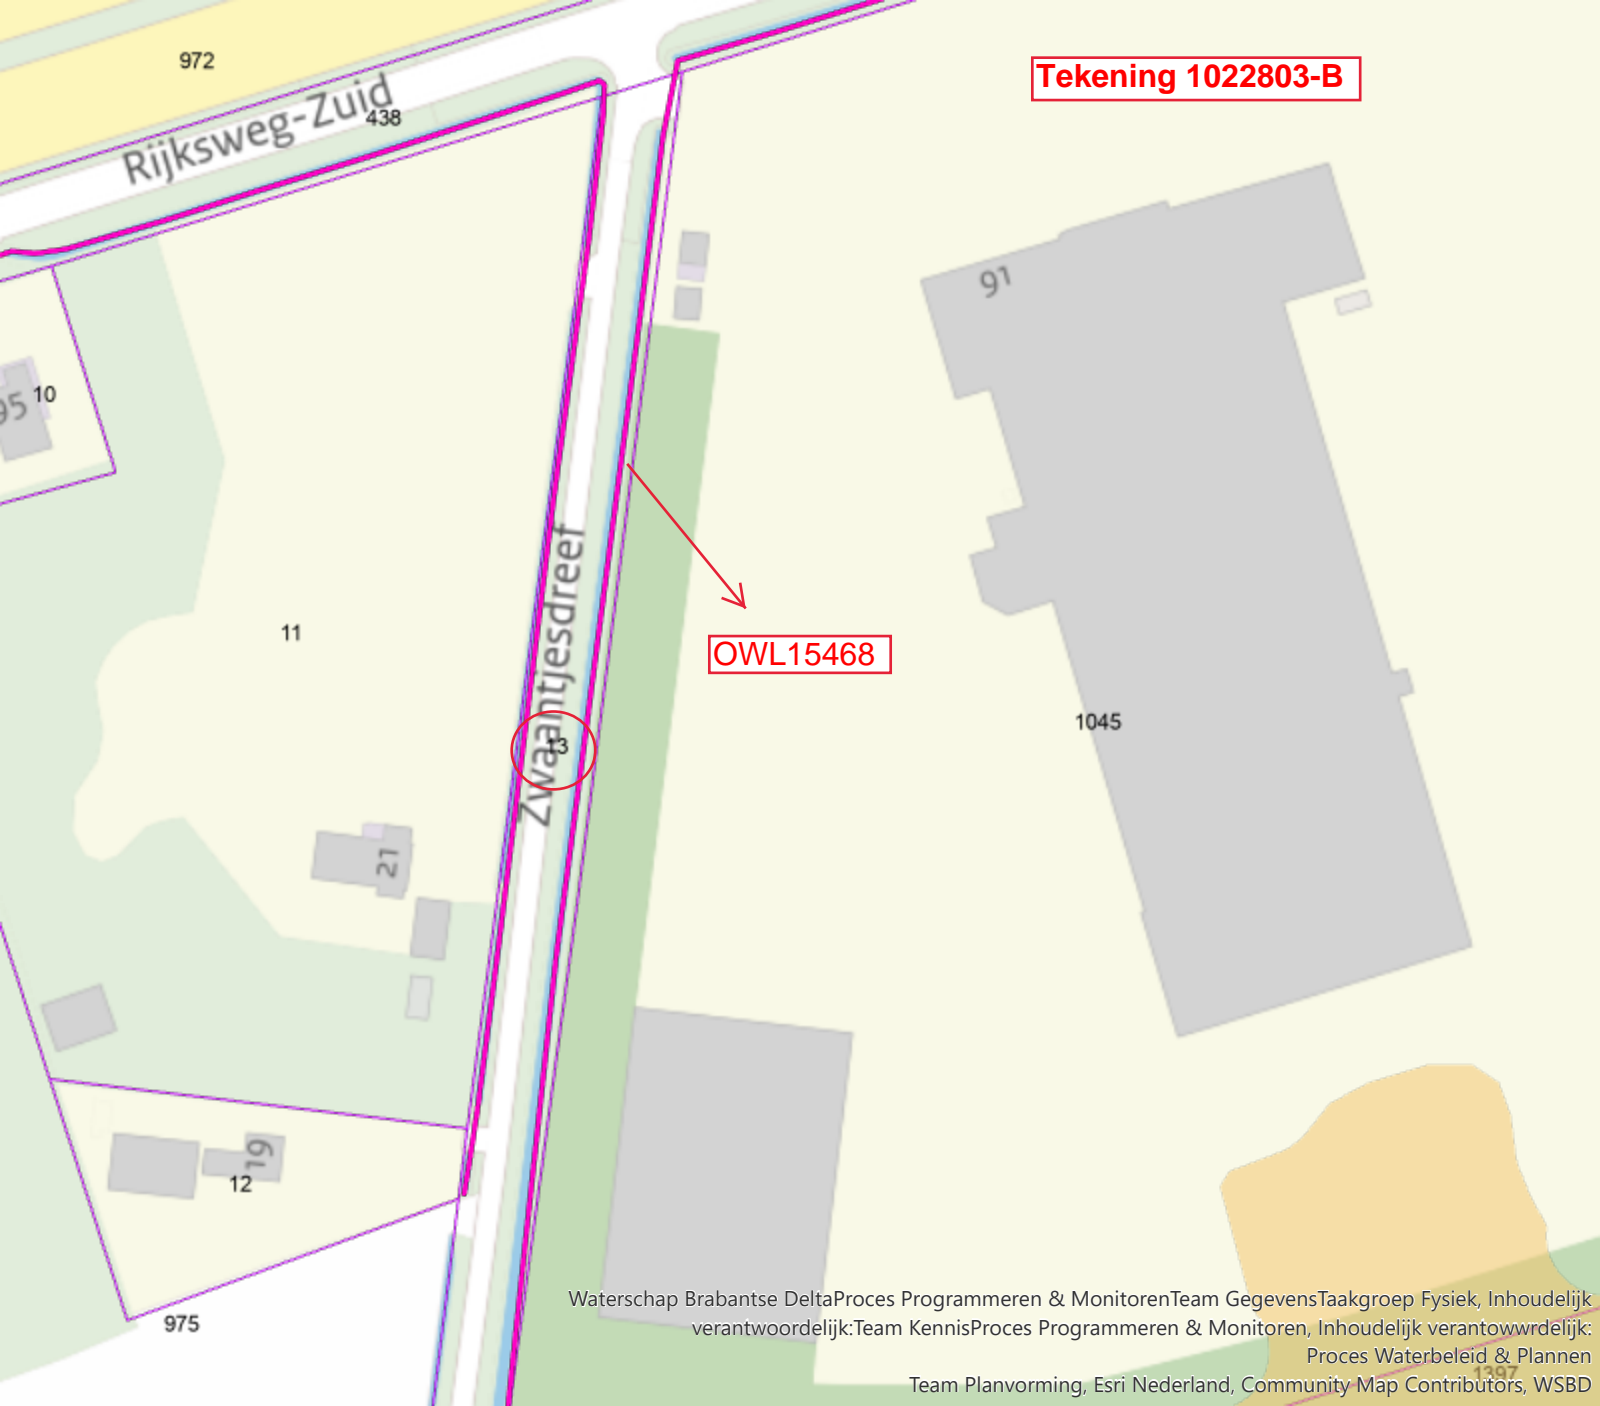 972
Tekening 1022803-B
Rijksweg-Zuid
438
91
10
95
OWL15468
Zwaantjesdreef
11
13
1045
21
19
12
975
Waterschap Brabantse DeltaProces Programmeren & MonitorenTeam GegevensTaakgroep Fysiek, Inhoudelijk
verantwoordelijk:Team KennisProces Programmeren & Monitoren, Inhoudelijk verantowwrdelijk:
Proces Waterbeleid & Plannen
1397
Team Planvorming, Esri Nederland, Community Map Contributors, WSBD